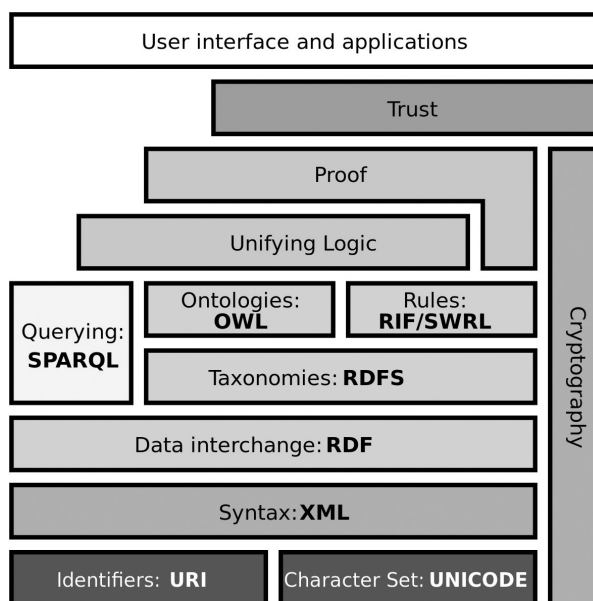 User interface and applications
Trust
Proof
Unifying Logic
Ontologies:
OWL
Rules:
RIF/SWRL
Querying:
SPARQL
Taxonomies: RDFS
Data interchange: RDF
Syntax: XML
Identifiers: URI
Character Set: UNICODE
Cryptography